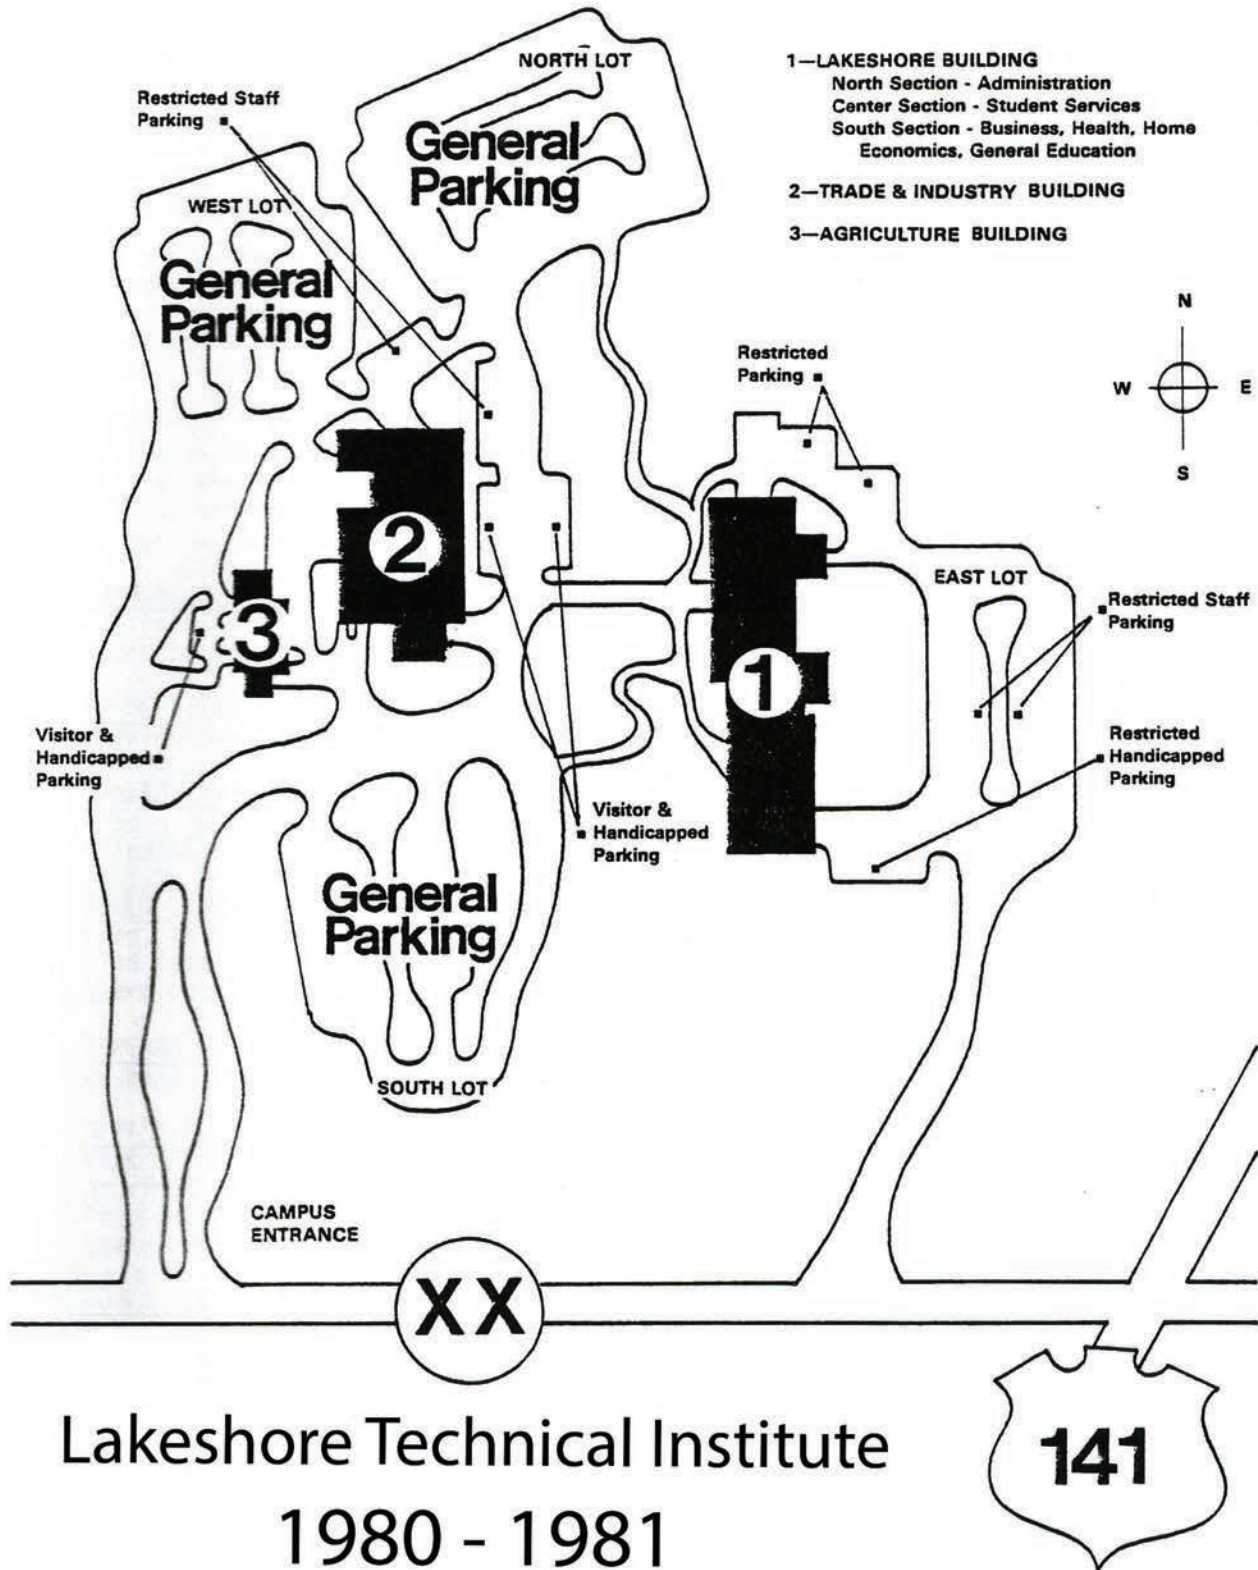 NORTH LOT
1—LAKESHORE BUILDING
North Section - Administration
Center Section - Student Services
South Section - Business, Health, Home
Economics, General Education
2—TRADE & INDUSTRY BUILDING
3—AGRICULTURE BUILDING
Restricted Staff
Parking
General
Parking
WEST LOT
General
Parking
N
W E
S
Restricted
Parking
2
EAST LOT
Restricted Staff
Parking
3
1
Visitor &
Handicapped
Parking
Restricted
Handicapped
Parking
Visitor &
Handicapped
Parking
General
Parking
SOUTH LOT
CAMPUS
ENTRANCE
XX
141
Lakeshore Technical Institute
1980 - 1981